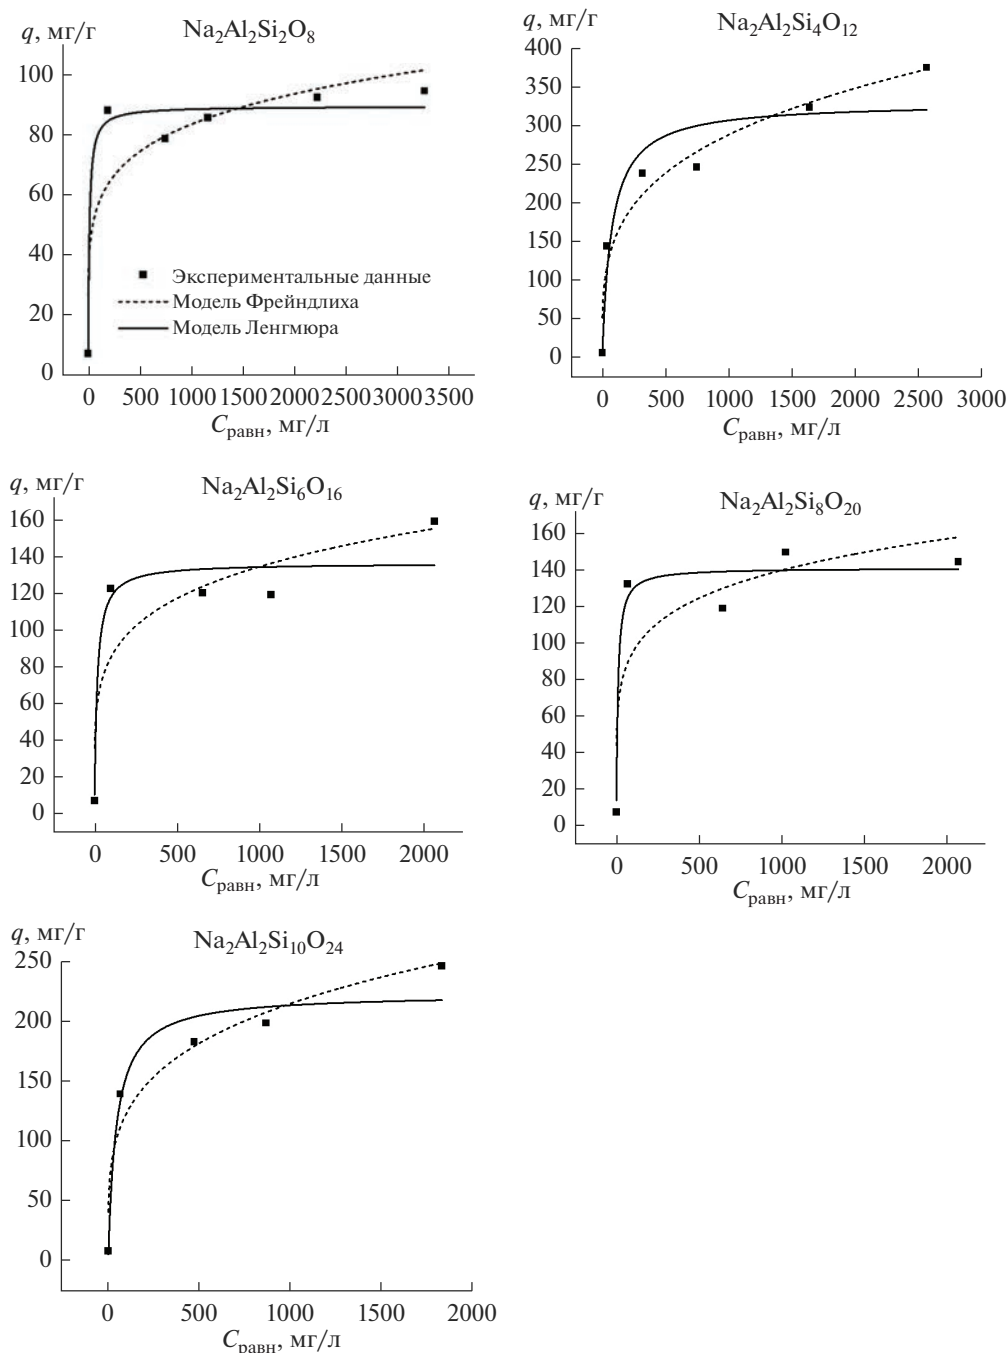 q, мг/г
Na2Al2Si2O8
100
80
60
40
20
0
Экспериментальные данные
Модель Фрейндлиха
Модель Ленгмюра
0 500 1000 1500 2000 2500 3000 3500
Cравн, мг/л
q, мг/г
Na2Al2Si4O12
400
350
300
250
200
150
100
50
0
0 500 1000 1500 2000 2500 3000
Cравн, мг/л
q, мг/г
Na2Al2Si6O16
160
140
120
100
80
60
40
20
0
0 500 1000 1500 2000
Cравн, мг/л
q, мг/г
Na2Al2Si8O20
160
140
120
100
80
60
40
20
0
0 500 1000 1500 2000
Cравн, мг/л
q, мг/г
Na2Al2Si10O24
250
200
150
100
50
0
0 500 1000 1500 2000
Cравн, мг/л